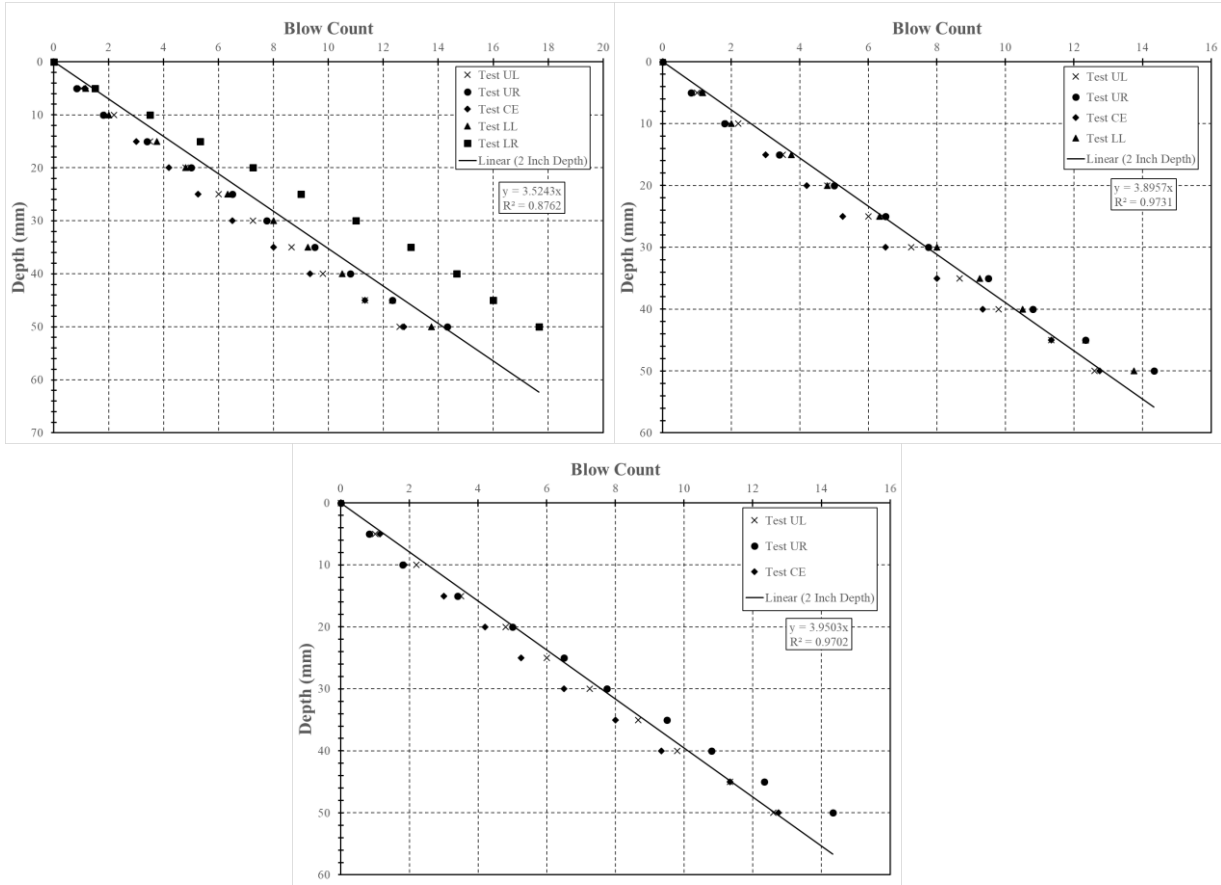 Blow Count
0 2 4 6 8 10 12 14 16 18 20
0
10
20
30
40
50
60
70
Depth (mm)
× Test UL
● Test UR
◆ Test CE
▲ Test LL
■ Test LR
Linear (2 Inch Depth)
y = 3.5243x
R² = 0.8762
Blow Count
0 2 4 6 8 10 12 14 16
0
10
20
30
40
50
60
Depth (mm)
× Test UL
● Test UR
◆ Test CE
▲ Test LL
Linear (2 Inch Depth)
y = 3.8957x
R² = 0.9731
Blow Count
0 2 4 6 8 10 12 14 16
0
10
20
30
40
50
60
Depth (mm)
× Test UL
● Test UR
◆ Test CE
Linear (2 Inch Depth)
y = 3.9503x
R² = 0.9702